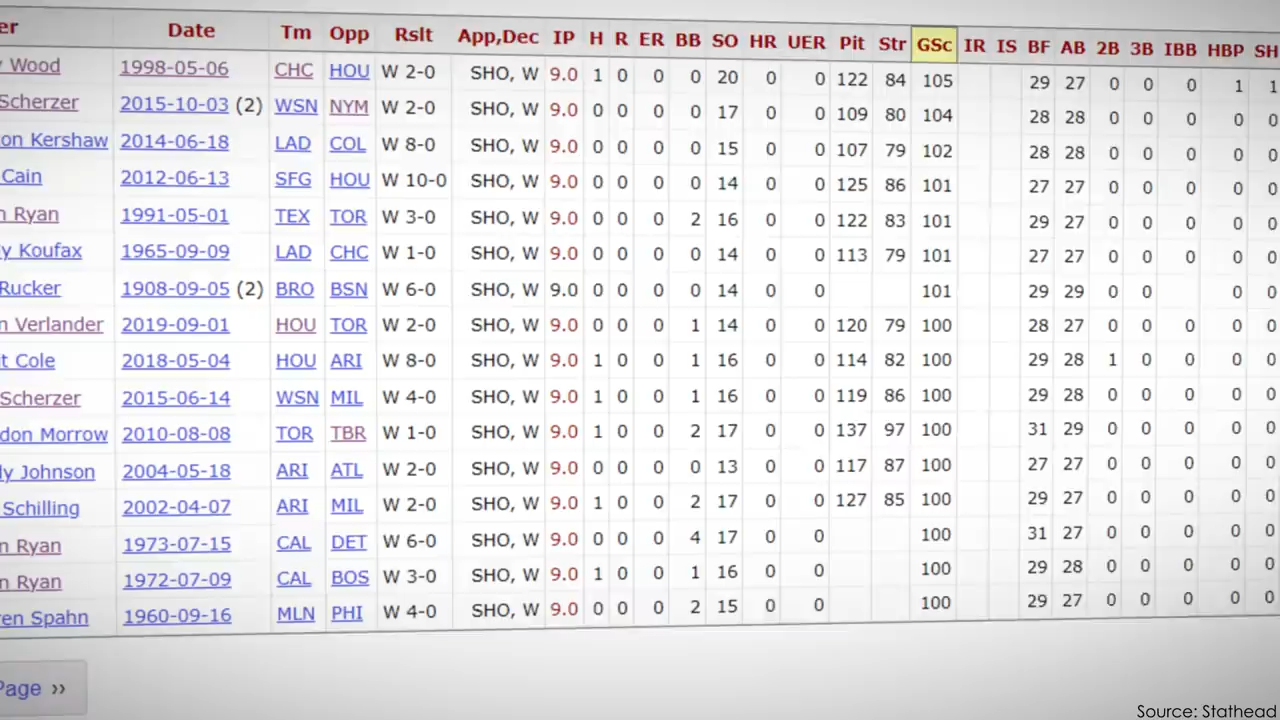 er Date Tm Opp Rslt App,Dec IP H R ER BB SO HR UER Pit Str GSc IR IS BF AB 2B 3B IBB HBP SH
y Wood 1998-05-06 CHC HOU W 2-0 SHO, W 9.0 1 0 0 0 20 0 0 122 84 105 29 27 0 0 0 1 1
Scherzer 2015-10-03 (2) WSN NYM W 2-0 SHO, W 9.0 0 0 0 0 17 0 0 109 80 104 28 28 0 0 0 0 0
on Kershaw 2014-06-18 LAD COL W 8-0 SHO, W 9.0 0 0 0 0 15 0 0 107 79 102 28 28 0 0 0 0 0
Cain 2012-06-13 SFG HOU W 10-0 SHO, W 9.0 0 0 0 0 14 0 0 125 86 101 27 27 0 0 0 0 0
n Ryan 1991-05-01 TEX TOR W 3-0 SHO, W 9.0 0 0 0 2 16 0 0 122 83 101 29 27 0 0 0 0 0
y Koufax 1965-09-09 LAD CHC W 1-0 SHO, W 9.0 0 0 0 0 14 0 0 113 79 101 27 27 0 0 0 0 0
Rucker 1908-09-05 (2) BRO BSN W 6-0 SHO, W 9.0 0 0 0 0 14 0 0 101 29 29 0 0 0 0
n Verlander 2019-09-01 HOU TOR W 2-0 SHO, W 9.0 0 0 0 1 14 0 0 120 79 100 28 27 0 0 0 0 0
t Cole 2018-05-04 HOU ARI W 8-0 SHO, W 9.0 1 0 0 1 16 0 0 114 82 100 29 28 1 0 0 0 0
Scherzer 2015-06-14 WSN MIL W 4-0 SHO, W 9.0 1 0 0 1 16 0 0 119 86 100 29 28 0 0 0 0 0
don Morrow 2010-08-08 TOR TBR W 1-0 SHO, W 9.0 1 0 0 2 17 0 0 137 97 100 31 29 0 0 0 0 0
ly Johnson 2004-05-18 ARI ATL W 2-0 SHO, W 9.0 0 0 0 0 13 0 0 117 87 100 27 27 0 0 0 0 0
Schilling 2002-04-07 ARI MIL W 2-0 SHO, W 9.0 1 0 0 2 17 0 0 127 85 100 29 27 0 0 0 0 0
n Ryan 1973-07-15 CAL DET W 6-0 SHO, W 9.0 0 0 0 4 17 0 0 100 31 27 0 0 0 0 0
n Ryan 1972-07-09 CAL BOS W 3-0 SHO, W 9.0 1 0 0 1 16 0 0 100 29 28 0 0 0 0 0
ren Spahn 1960-09-16 MLN PHI W 4-0 SHO, W 9.0 0 0 0 2 15 0 0 100 29 27 0 0 0 0 0
Page ››
Source: Stathead